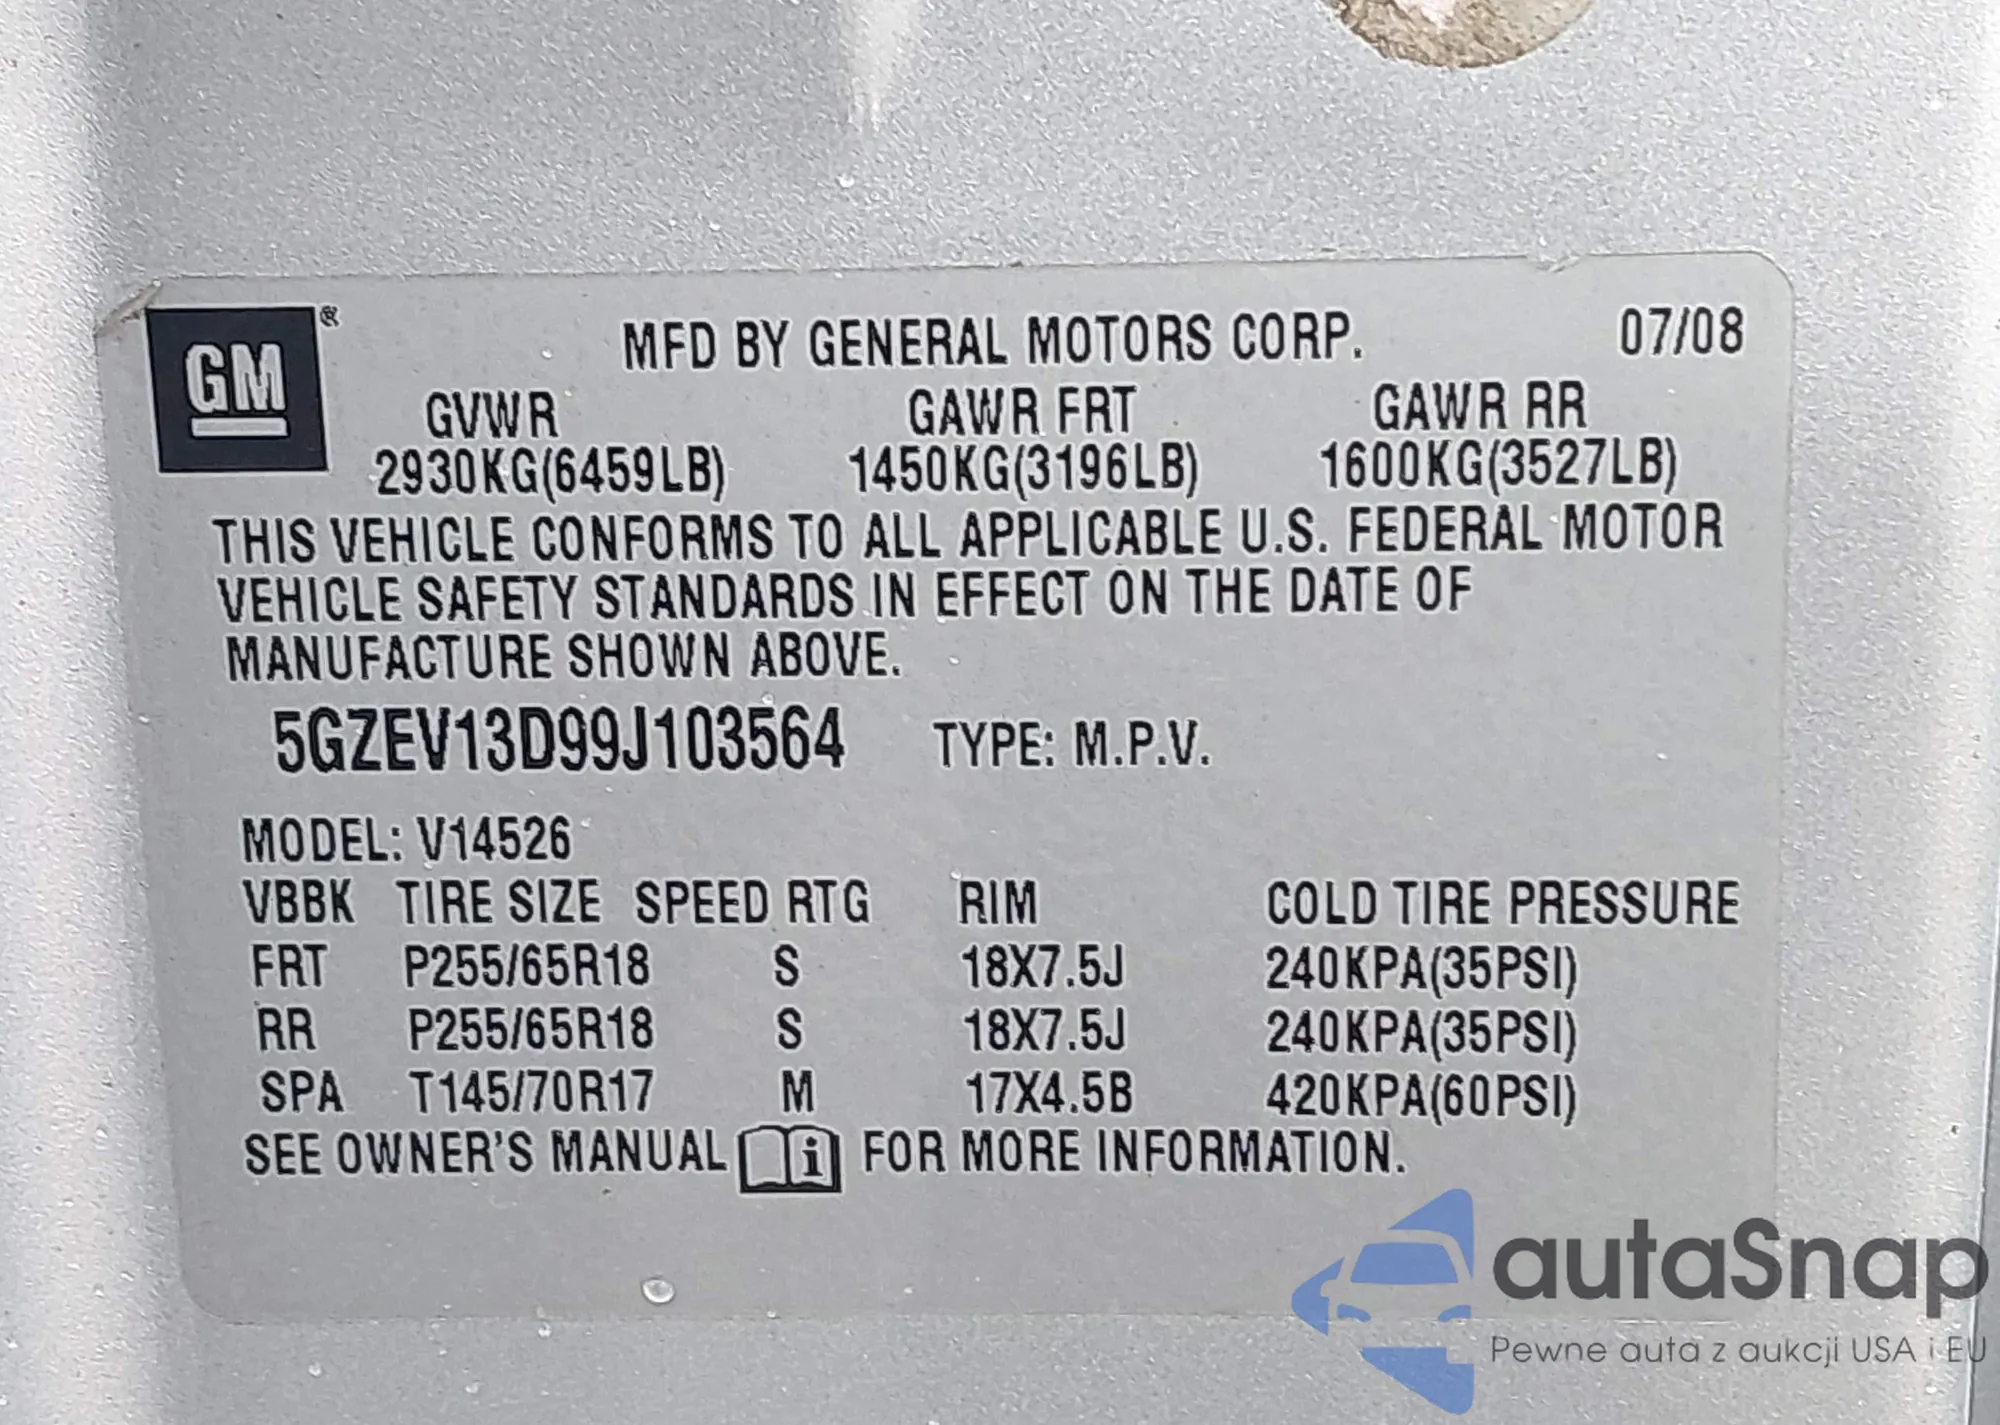 GM®
MFD BY GENERAL MOTORS CORP. 07/08
GVWR GAWR FRT GAWR RR
2930KG(6459LB) 1450KG(3196LB) 1600KG(3527LB)
THIS VEHICLE CONFORMS TO ALL APPLICABLE U.S. FEDERAL MOTOR
VEHICLE SAFETY STANDARDS IN EFFECT ON THE DATE OF
MANUFACTURE SHOWN ABOVE.
5GZEV13D99J103564 TYPE: M.P.V.
MODEL: V14526
VBBK TIRE SIZE SPEED RTG RIM COLD TIRE PRESSURE
FRT P255/65R18 S 18X7.5J 240KPA(35PSI)
RR P255/65R18 S 18X7.5J 240KPA(35PSI)
SPA T145/70R17 M 17X4.5B 420KPA(60PSI)
SEE OWNER'S MANUAL i FOR MORE INFORMATION.
autaSnap
Pewne auta z aukcji USA i EU